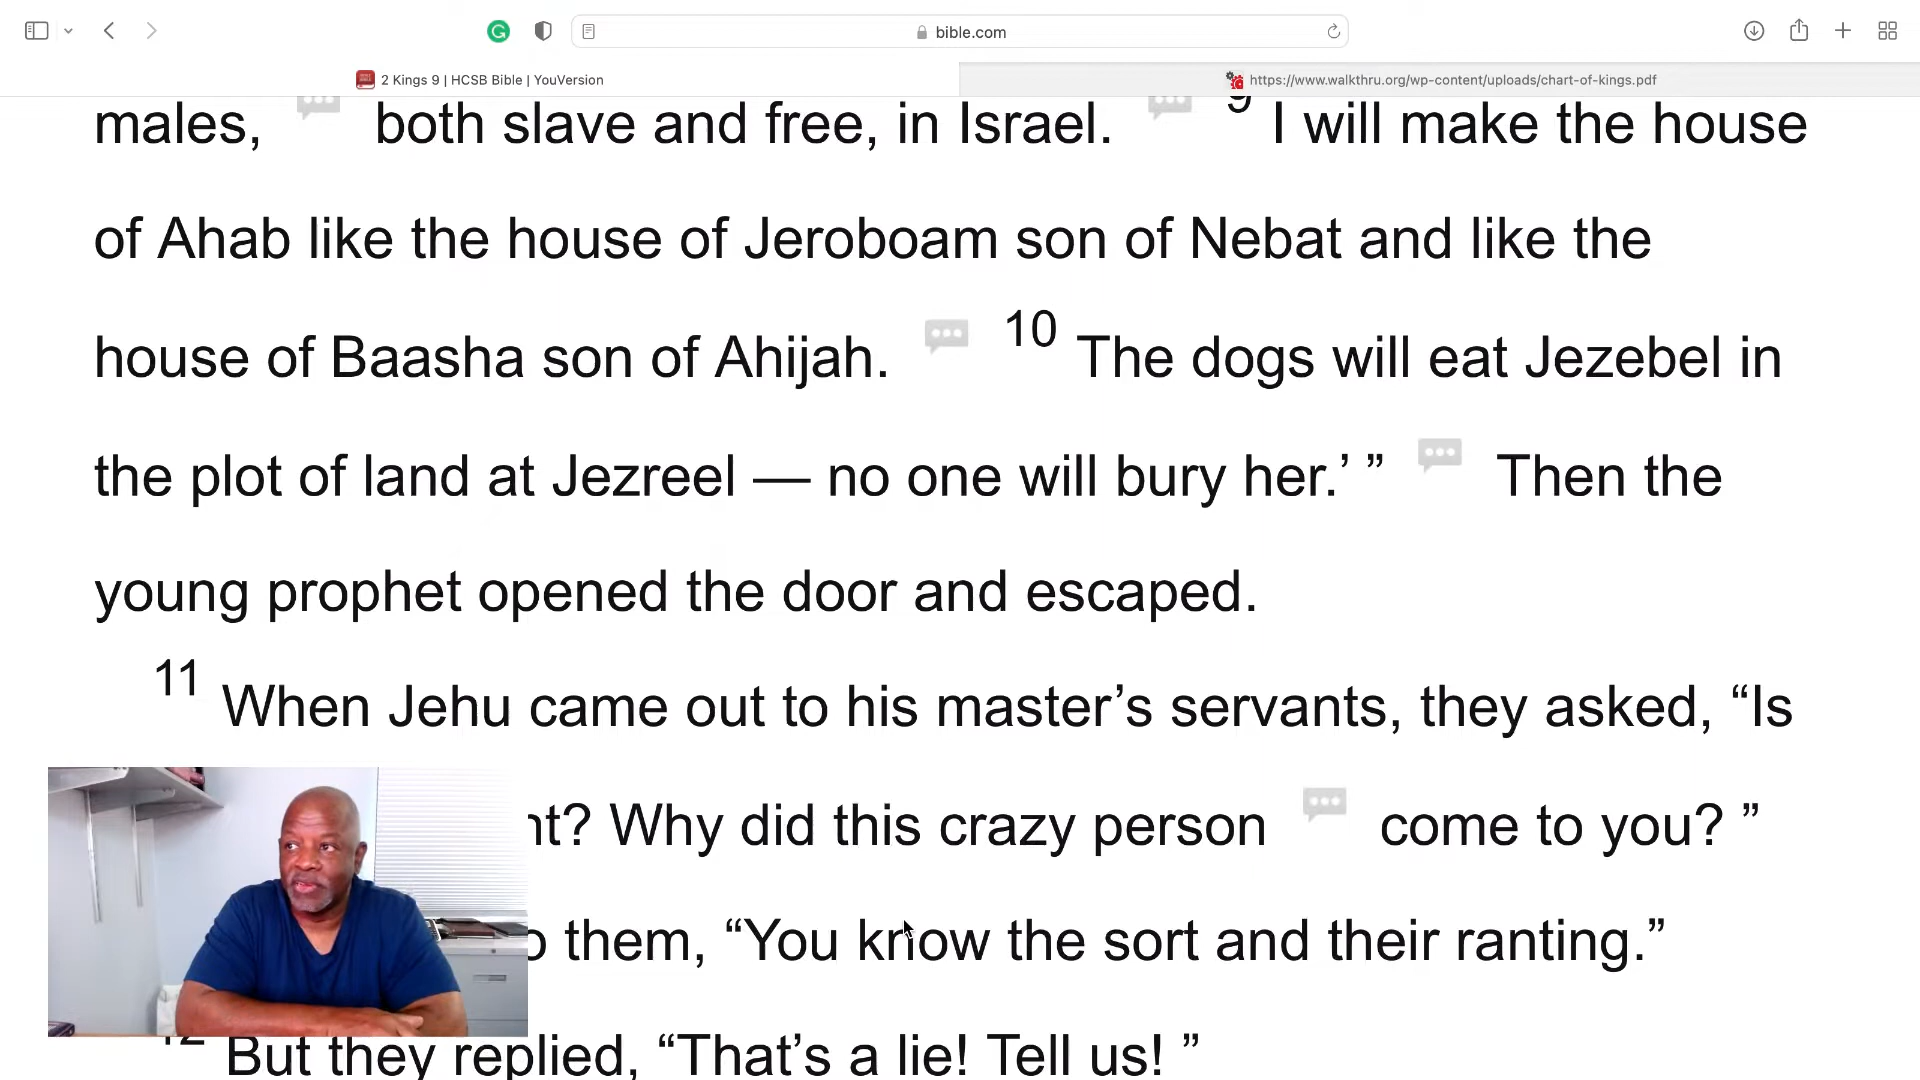 bible.com
2 Kings 9 | HCSB Bible | YouVersion
https://www.walkthru.org/wp-content/uploads/chart-of-kings.pdf
males, both slave and free, in Israel. 9 I will make the house
of Ahab like the house of Jeroboam son of Nebat and like the
house of Baasha son of Ahijah. 10 The dogs will eat Jezebel in
the plot of land at Jezreel — no one will bury her.’ ” Then the
young prophet opened the door and escaped.
11 When Jehu came out to his master’s servants, they asked, “Is
Why did this crazy person come to you? ”
them, “You know the sort and their ranting.”
12 But they replied, “That’s a lie! Tell us! ”